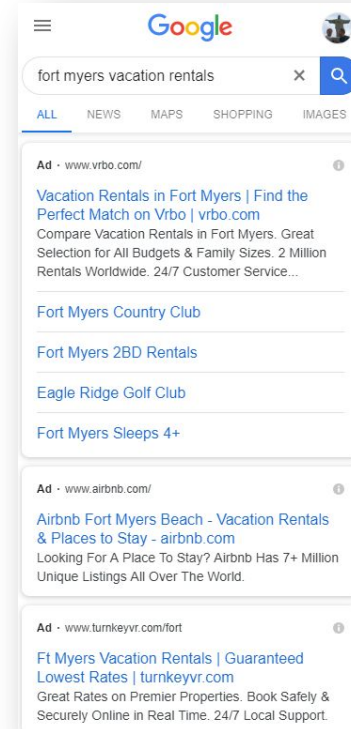 Google
fort myers vacation rentals
ALL NEWS MAPS SHOPPING IMAGES
Ad · www.vrbo.com/
Vacation Rentals in Fort Myers | Find the
Perfect Match on Vrbo | vrbo.com
Compare Vacation Rentals in Fort Myers. Great
Selection for All Budgets & Family Sizes. 2 Million
Rentals Worldwide. 24/7 Customer Service...
Fort Myers Country Club
Fort Myers 2BD Rentals
Eagle Ridge Golf Club
Fort Myers Sleeps 4+
Ad · www.airbnb.com/
Airbnb Fort Myers Beach - Vacation Rentals
& Places to Stay - airbnb.com
Looking For A Place To Stay? Airbnb Has 7+ Million
Unique Listings All Over The World.
Ad · www.turnkeyvr.com/fort
Ft Myers Vacation Rentals | Guaranteed
Lowest Rates | turnkeyvr.com
Great Rates on Premier Properties. Book Safely &
Securely Online in Real Time. 24/7 Local Support.